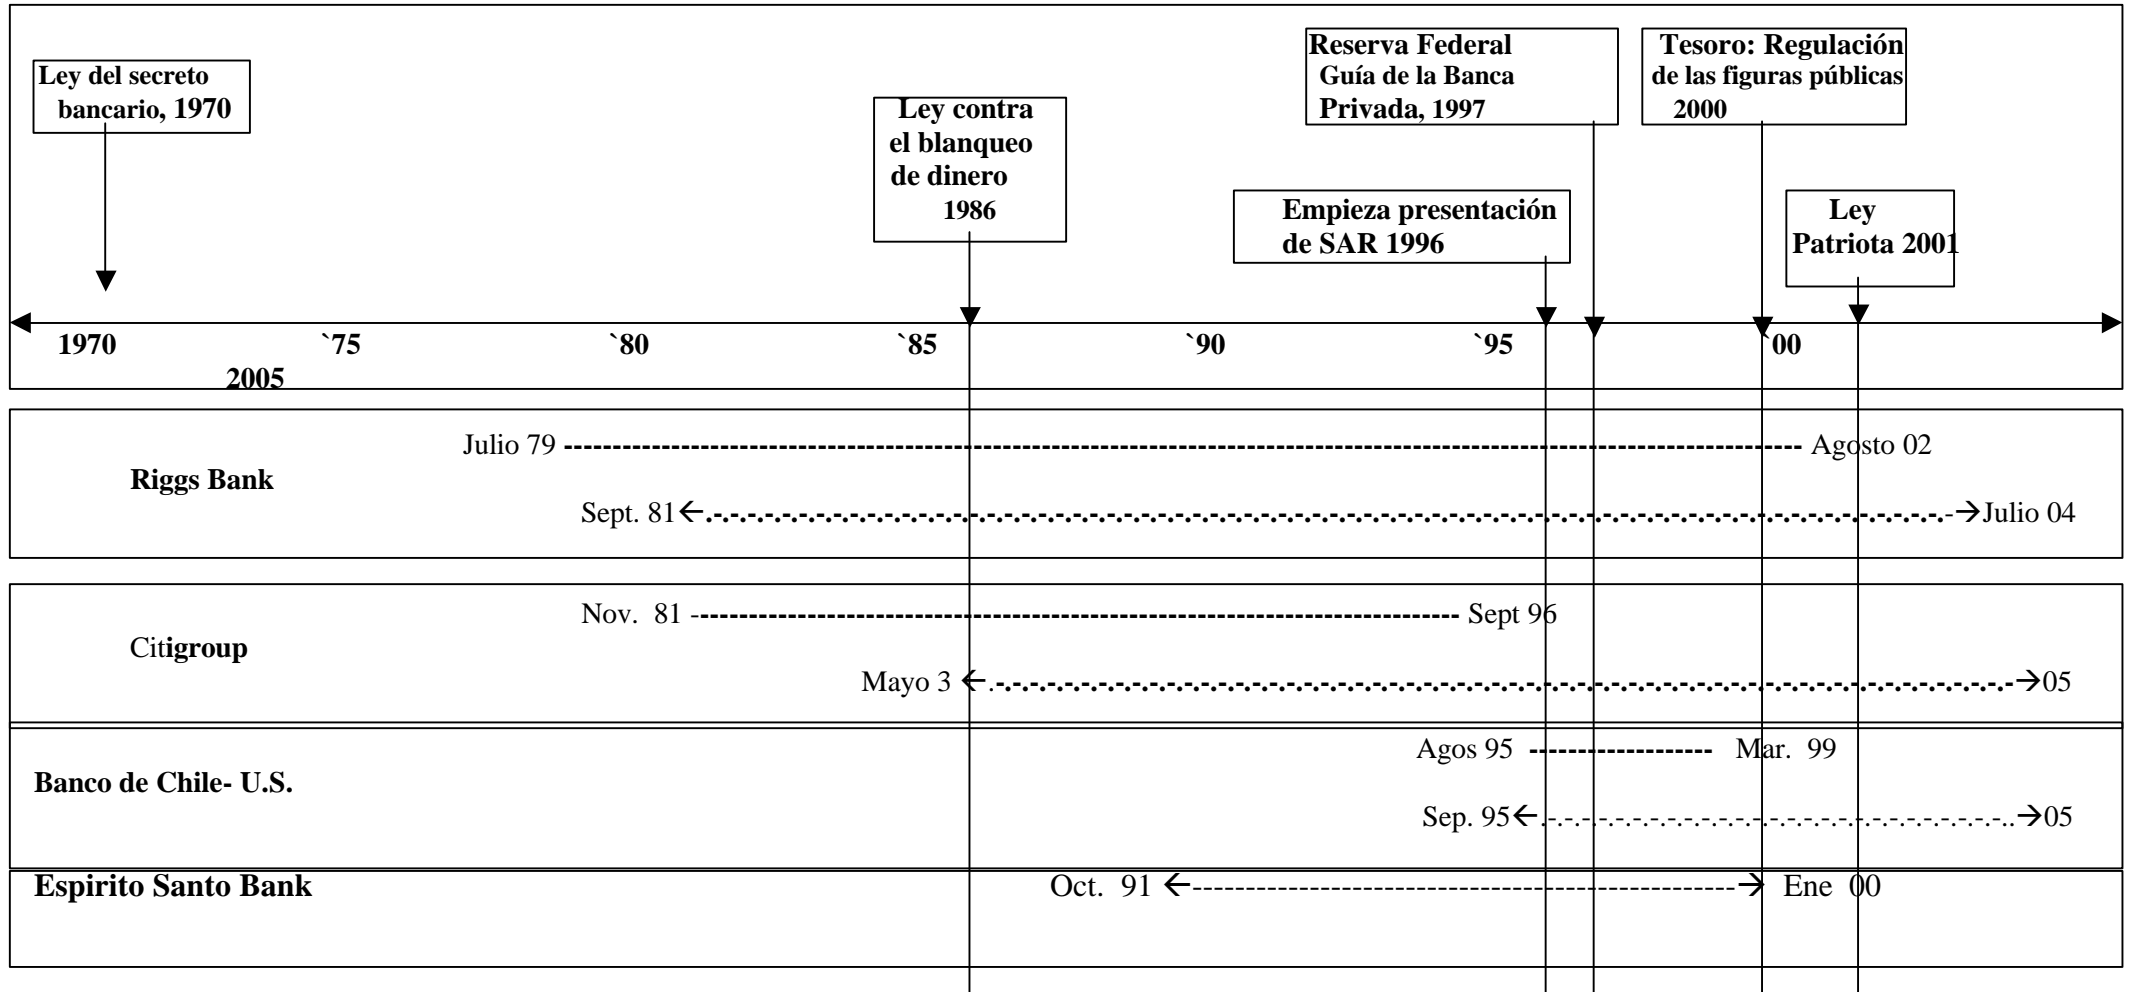 Ley del secreto
bancario, 1970
Ley contra
el blanqueo
de dinero
1986
Reserva Federal
Guía de la Banca
Privada, 1997
Tesoro: Regulación
de las figuras públicas
2000
Empieza presentación
de SAR 1996
Ley
Patriota 2001
1970 `75 `80 `85 `90 `95 `00
2005
Julio 79 Agosto 02
Riggs Bank
Sept. 81 Julio 04
Nov. 81 Sept 96
Citigroup
Mayo 3 05
Agos 95 Mar. 99
Banco de Chile- U.S.
Sep. 95 05
Espirito Santo Bank Oct. 91 Ene 00